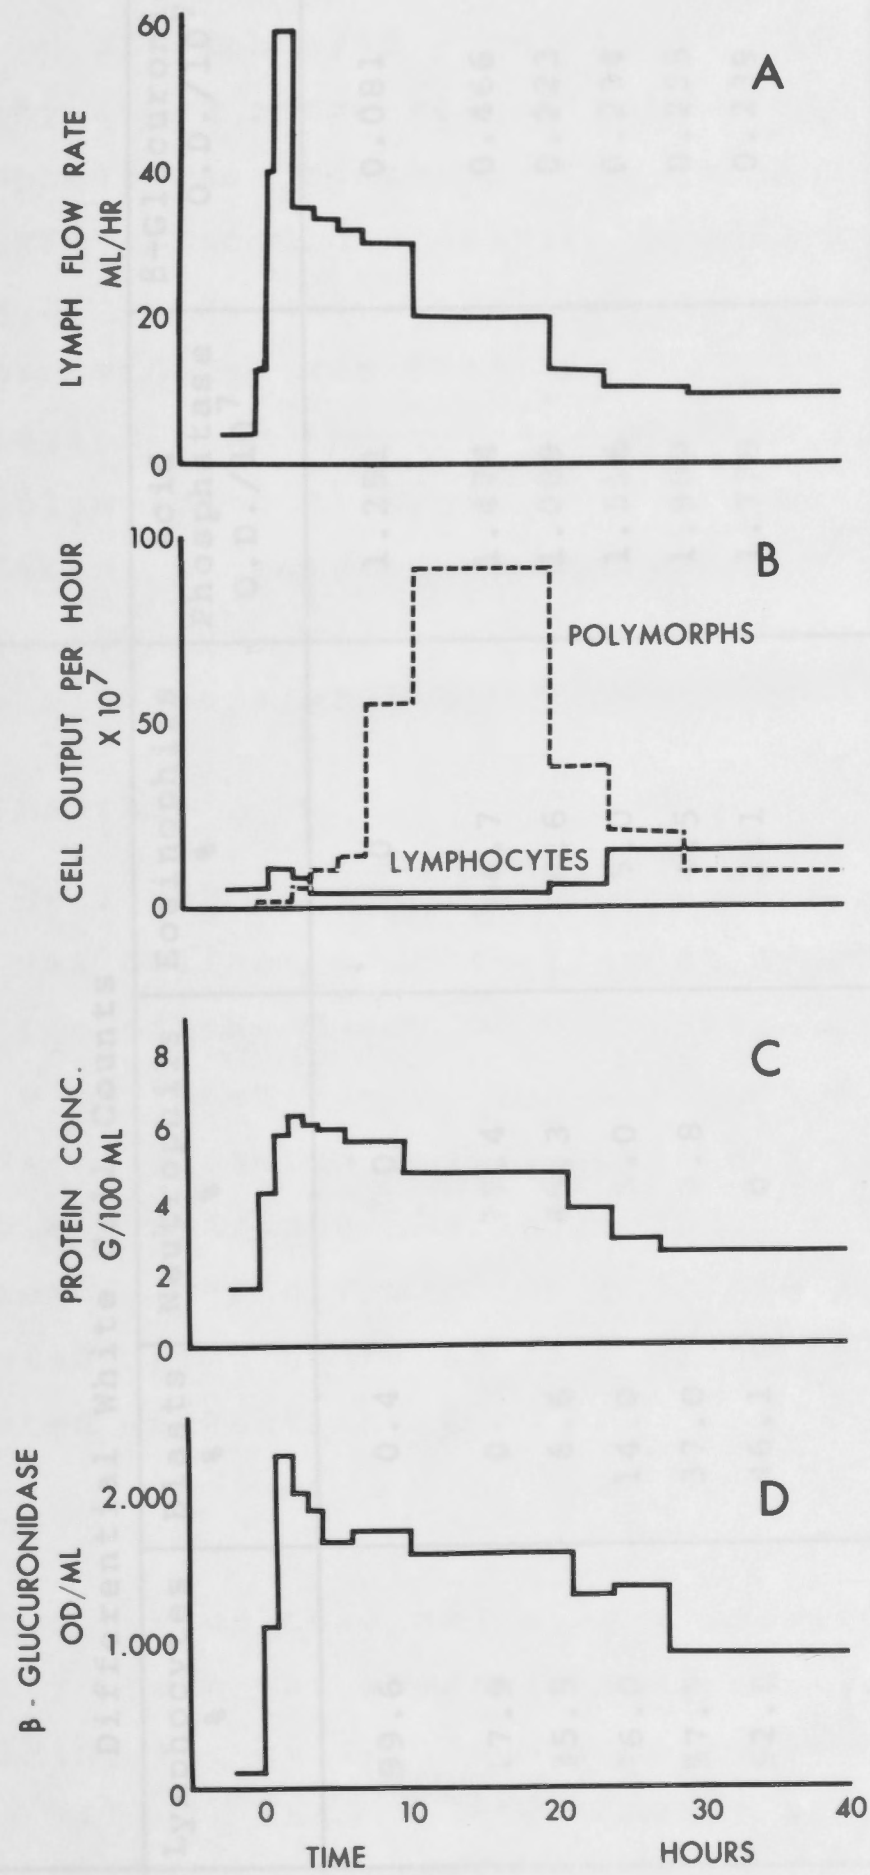 A
60
40
20
0
LYMPH FLOW RATE
ML/HR
B
100
50
0
CELL OUTPUT PER HOUR
X 10⁷
POLYMORPHS
LYMPHOCYTES
C
8
6
4
2
0
PROTEIN CONC.
G/100 ML
D
2.000
1.000
0
β - GLUCURONIDASE
OD/ML
0 10 20 30 40
TIME HOURS